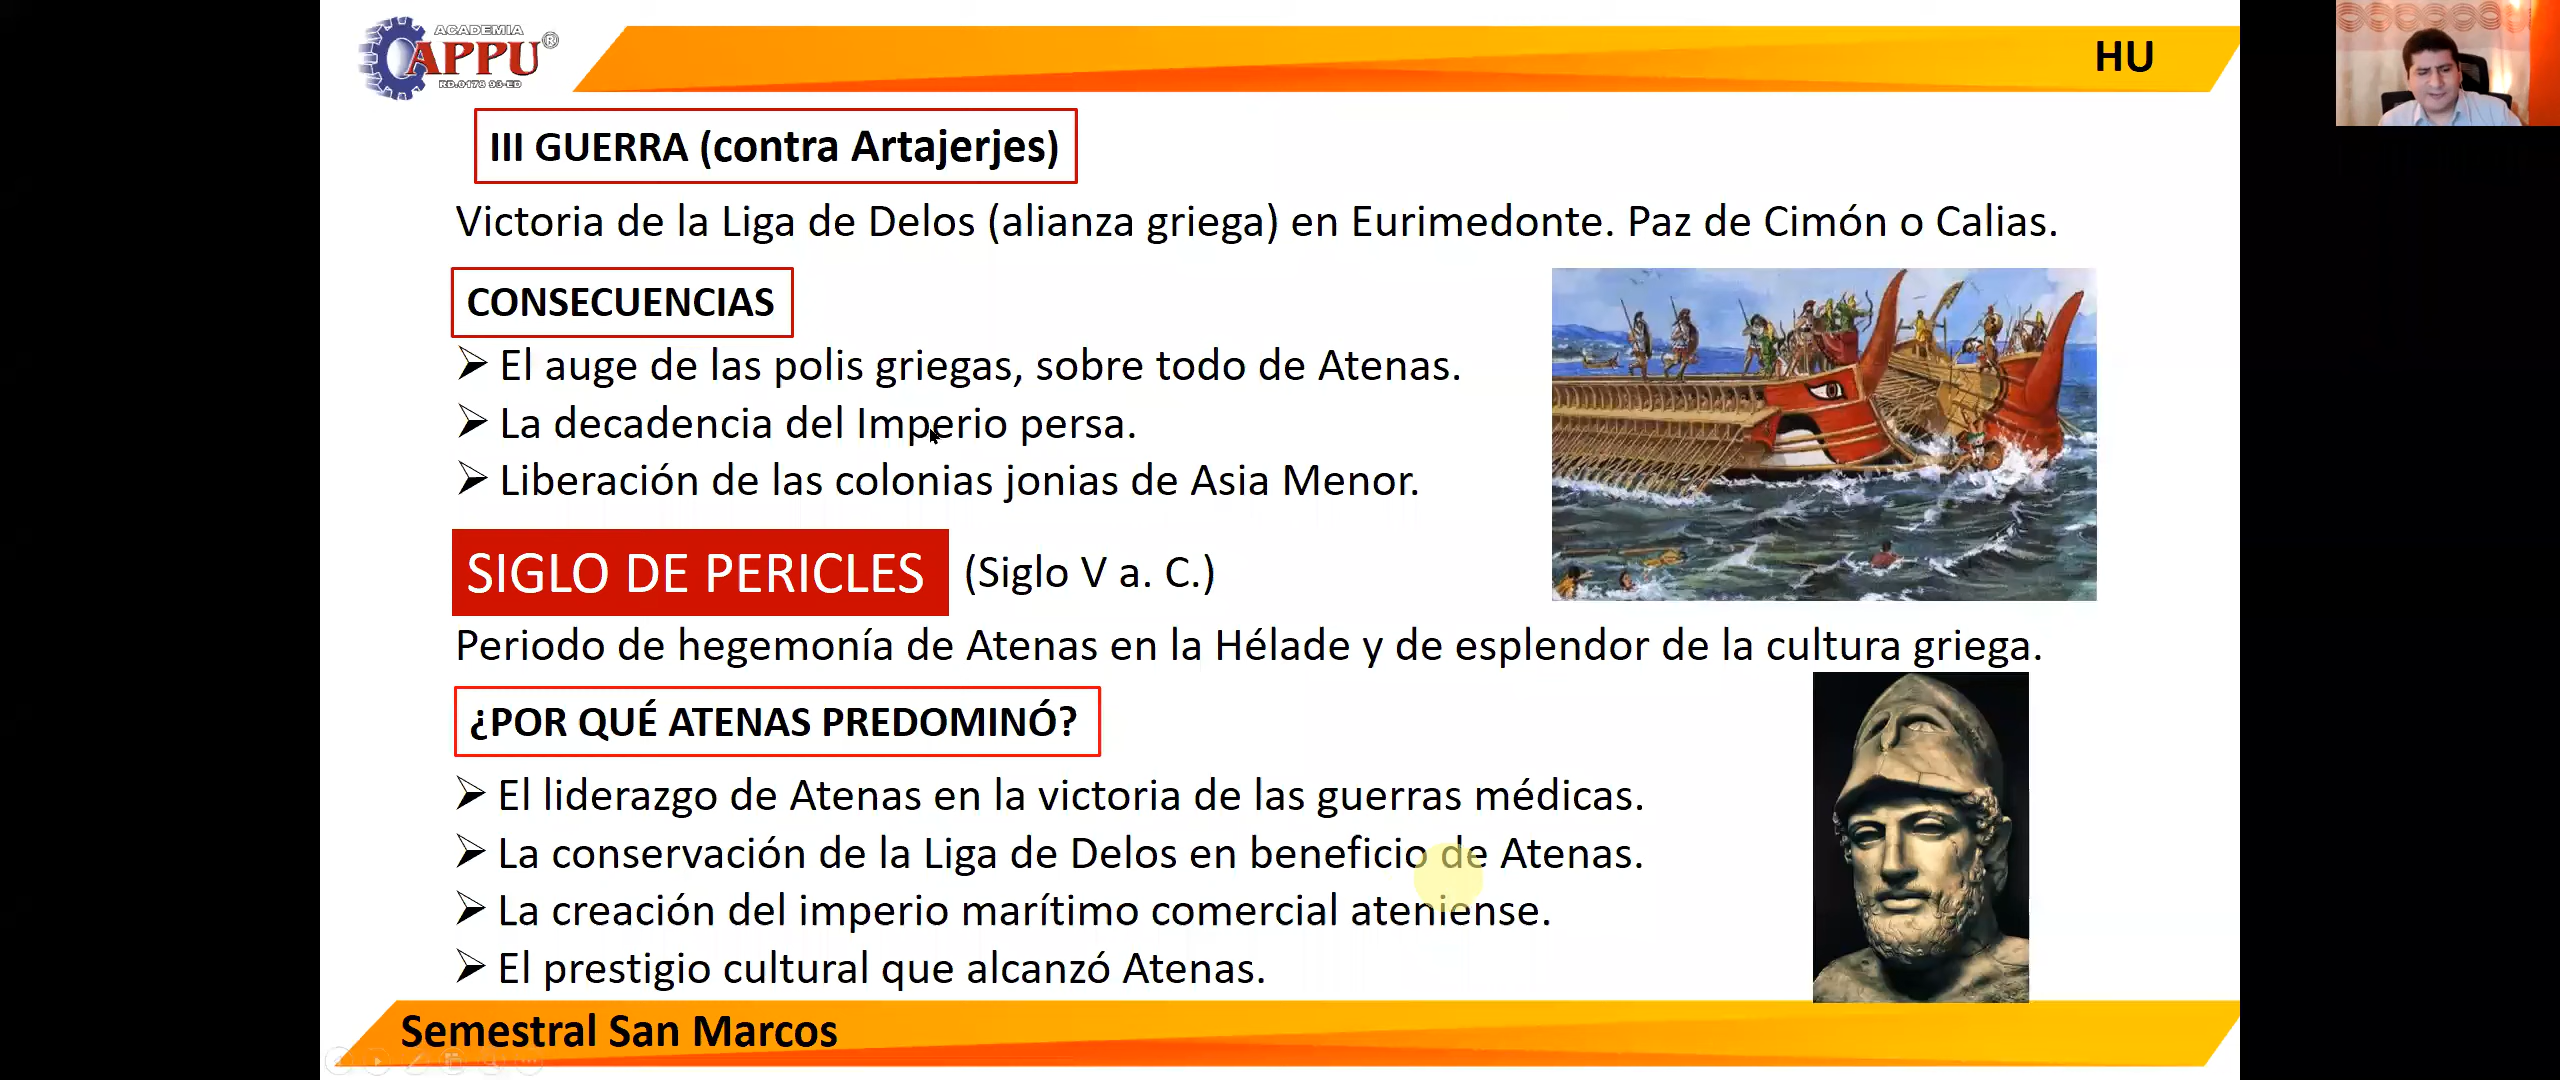 ACADEMIA
APPU®
RD.0178 93-ED
HU
III GUERRA (contra Artajerjes)
Victoria de la Liga de Delos (alianza griega) en Eurimedonte. Paz de Cimón o Calias.
CONSECUENCIAS
➢ El auge de las polis griegas, sobre todo de Atenas.
➢ La decadencia del Imperio persa.
➢ Liberación de las colonias jonias de Asia Menor.
SIGLO DE PERICLES (Siglo V a. C.)
Periodo de hegemonía de Atenas en la Hélade y de esplendor de la cultura griega.
¿POR QUÉ ATENAS PREDOMINÓ?
➢ El liderazgo de Atenas en la victoria de las guerras médicas.
➢ La conservación de la Liga de Delos en beneficio de Atenas.
➢ La creación del imperio marítimo comercial ateniense.
➢ El prestigio cultural que alcanzó Atenas.
Semestral San Marcos